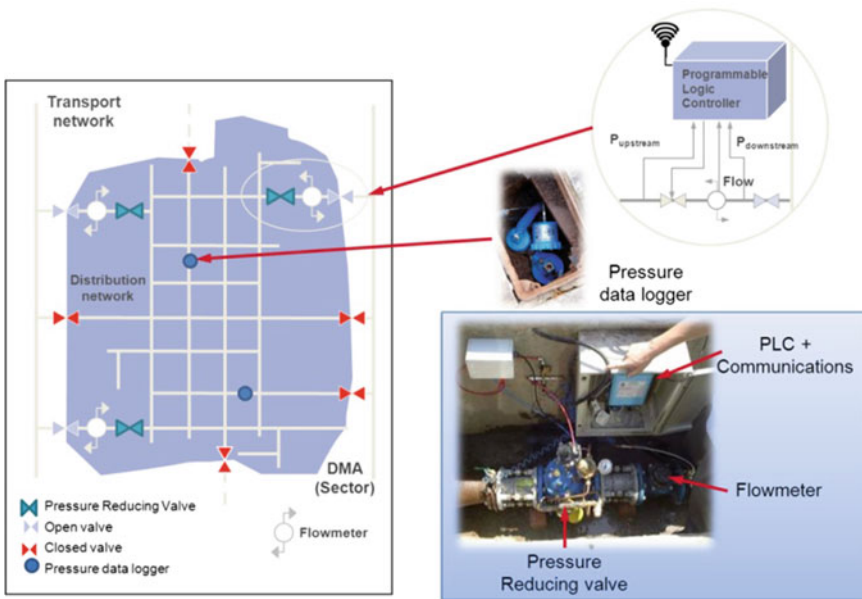 Transport
network
Distribution
network
DMA
(Sector)
Pressure Reducing Valve
Open valve
Closed valve
Pressure data logger
Flowmeter
Programmable
Logic
Controller
Pupstream
Pdownstream
Flow
Pressure
data logger
PLC +
Communications
Flowmeter
Pressure
Reducing valve